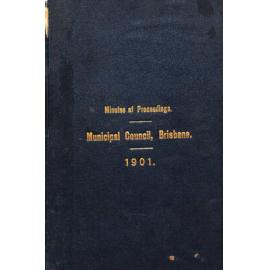 Minutes of Proceedings.
Municipal Council, Brisbane.
1901.